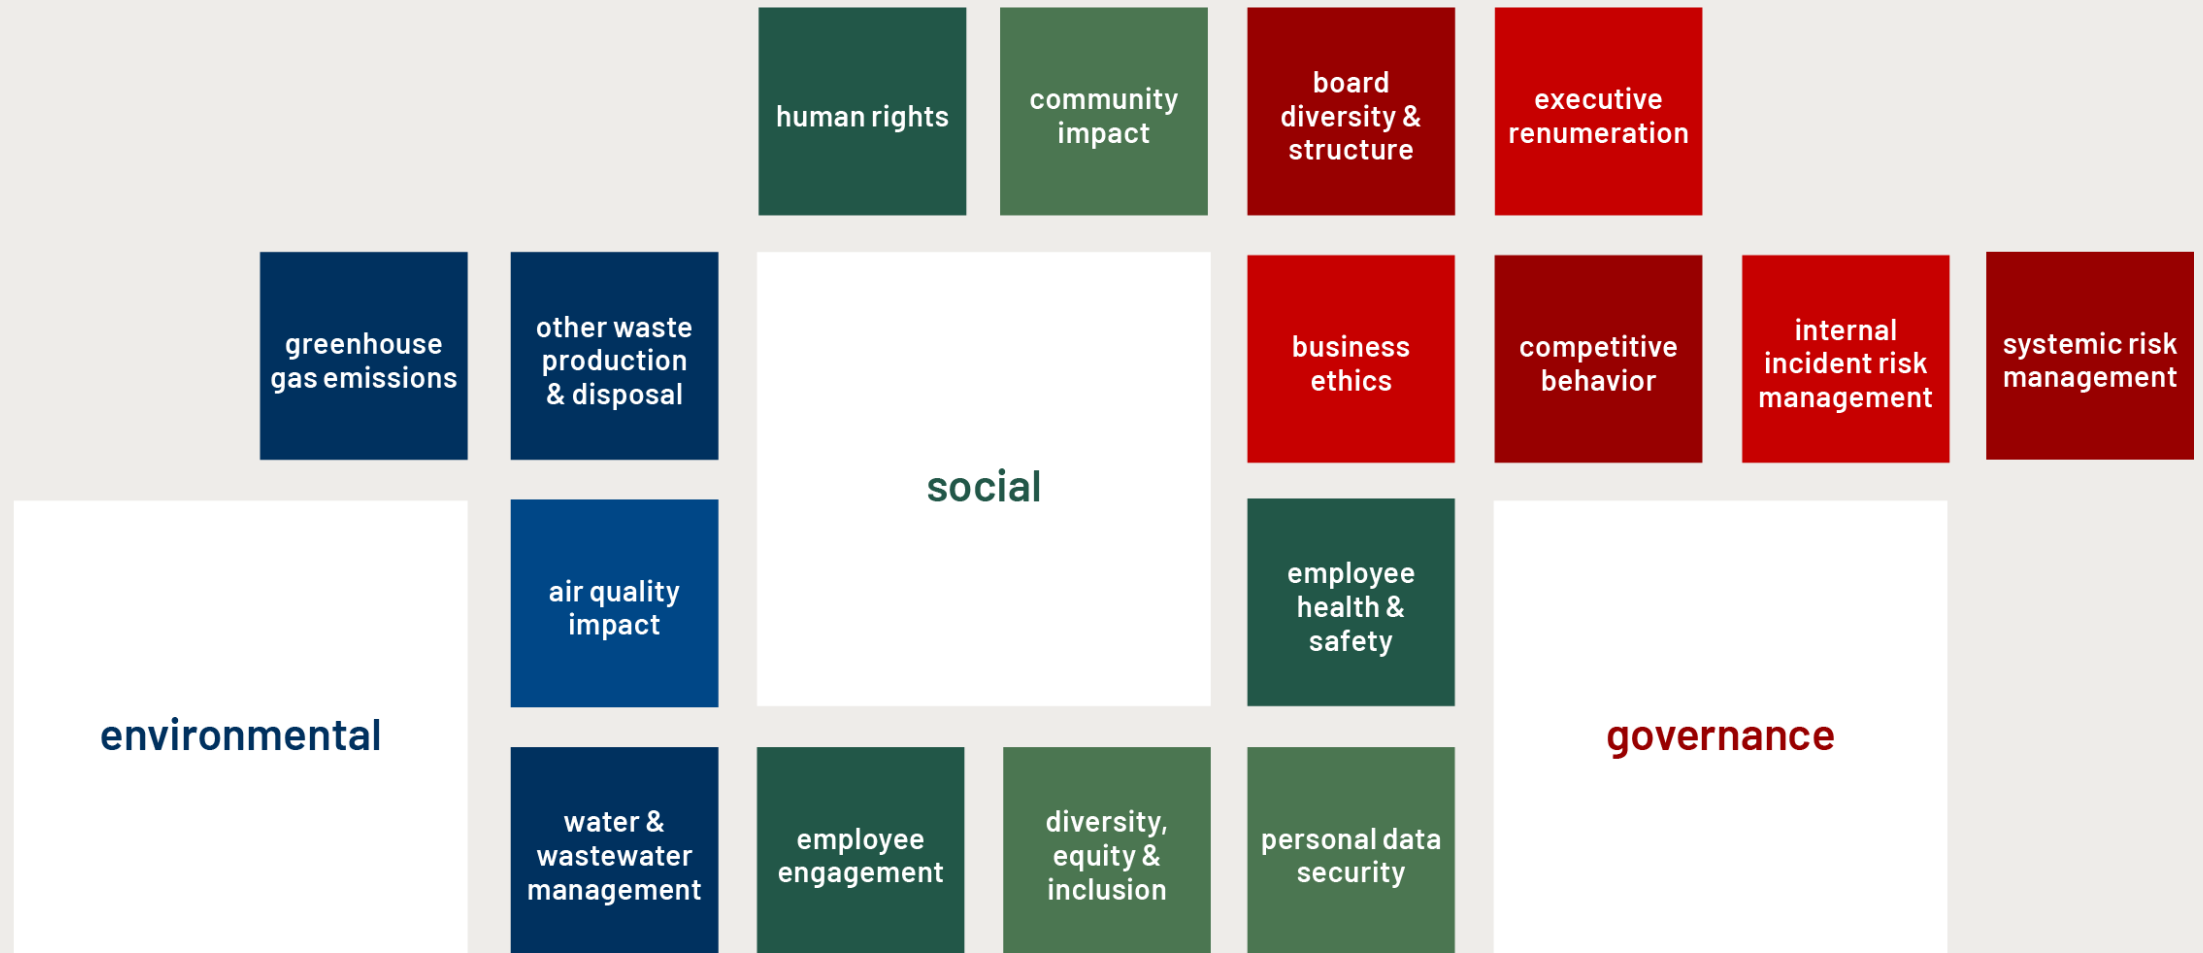 human rights
community
impact
board
diversity &
structure
executive
renumeration
greenhouse
gas emissions
other waste
production
& disposal
social
business
ethics
competitive
behavior
internal
incident risk
management
systemic risk
management
environmental
air quality
impact
employee
health &
safety
governance
water &
wastewater
management
employee
engagement
diversity,
equity &
inclusion
personal data
security